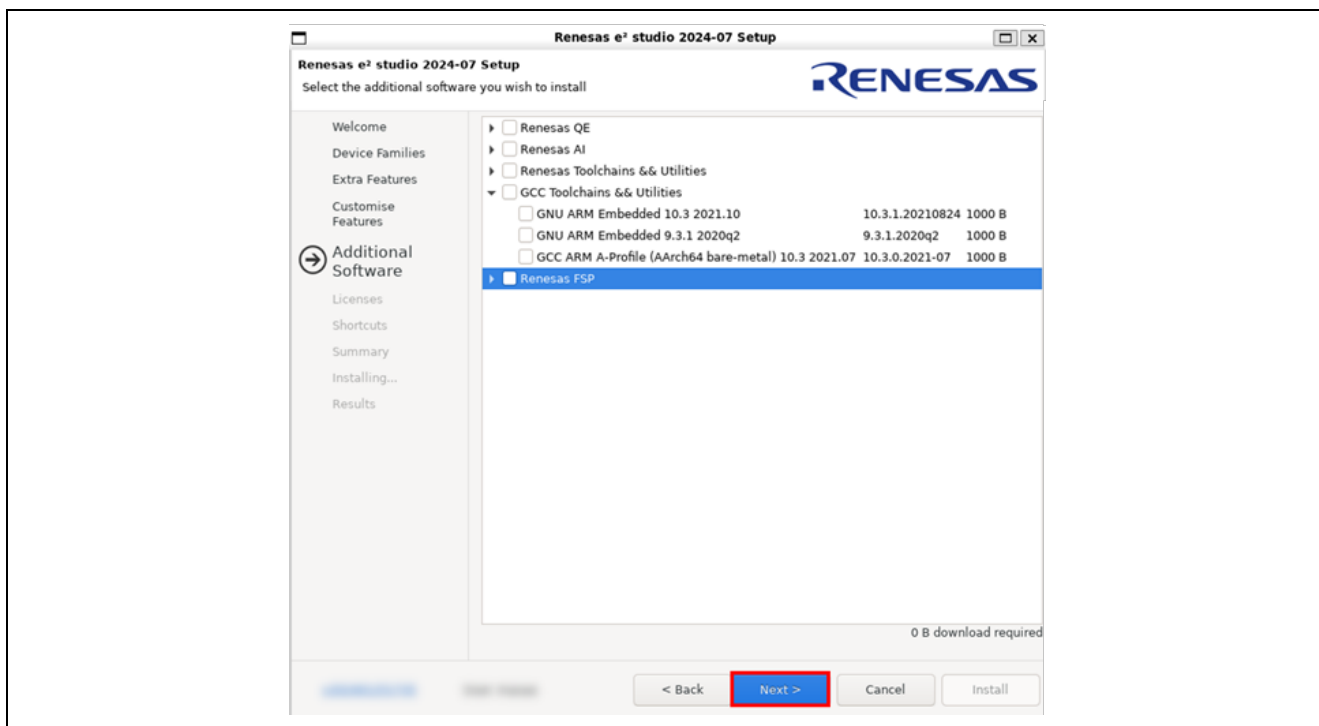 Renesas e² studio 2024-07 Setup
Renesas e² studio 2024-07 Setup
Select the additional software you wish to install
RENESAS
Welcome
Device Families
Extra Features
Customise
Features
Additional
Software
Licenses
Shortcuts
Summary
Installing...
Results
Renesas QE
Renesas AI
Renesas Toolchains && Utilities
GCC Toolchains && Utilities
GNU ARM Embedded 10.3 2021.10 10.3.1.20210824 1000 B
GNU ARM Embedded 9.3.1 2020q2 9.3.1.2020q2 1000 B
GCC ARM A-Profile (AArch64 bare-metal) 10.3 2021.07 10.3.0.2021-07 1000 B
Renesas FSP
0 B download required
< Back Next > Cancel Install